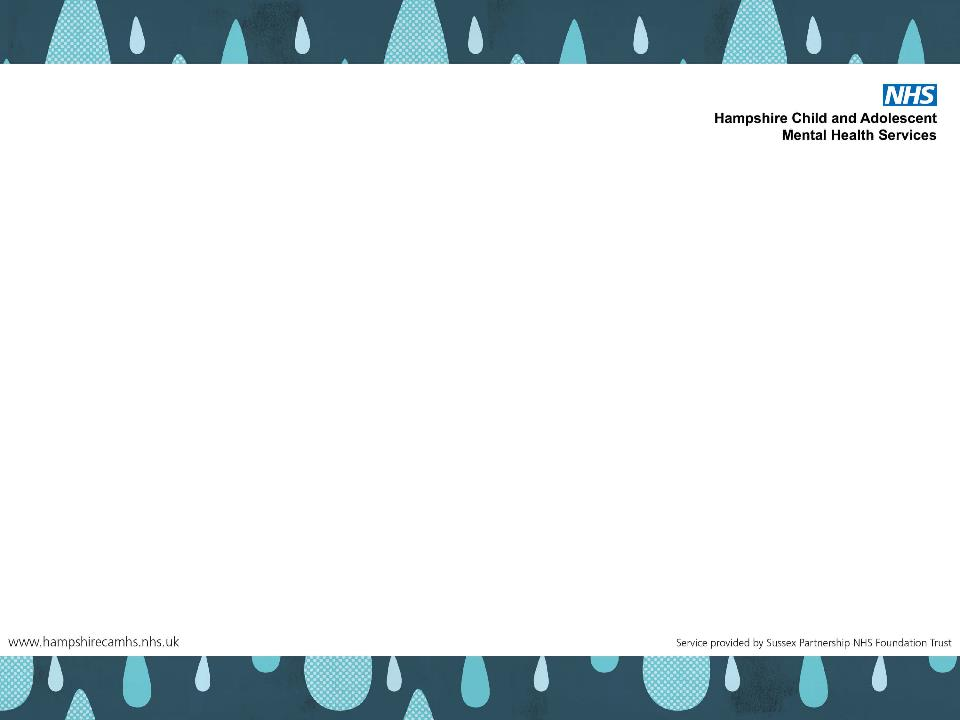 NHS
Hampshire Child and Adolescent
Mental Health Services
www.hampshirecamhs.nhs.uk
Service provided by Sussex Partnership NHS Foundation Trust